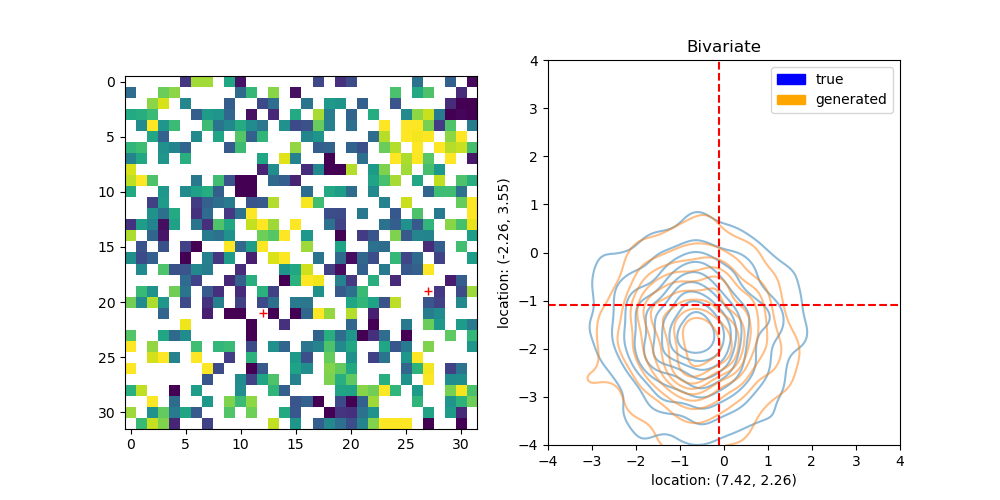 0
5
10
15
20
25
30
0 5 10 15 20 25 30
Bivariate
true
generated
4
3
2
1
0
−1
−2
−3
−4
−4 −3 −2 −1 0 1 2 3 4
location: (-2.26, 3.55)
location: (7.42, 2.26)